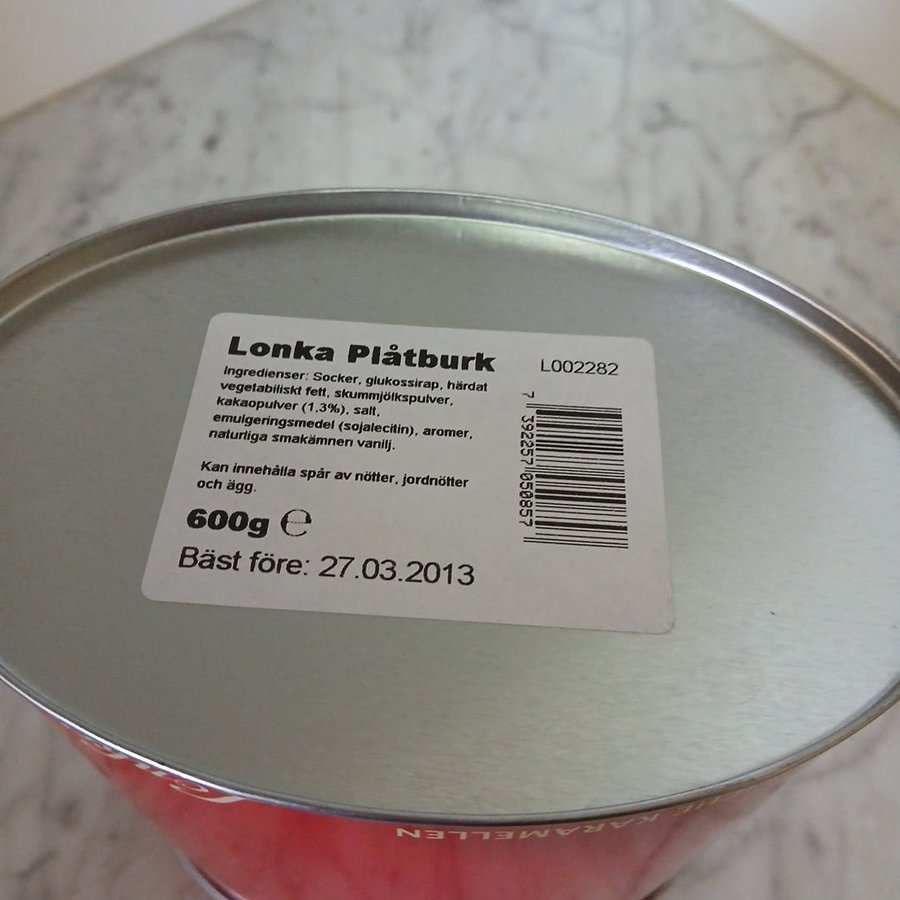 Lonka Plåtburk
L002282
Ingredienser: Socker, glukossirap, härdat
vegetabiliskt fett, skummjölkspulver,
kakaopulver (1,3%), salt,
emulgeringsmedel (sojalecitin), aromer,
naturliga smakämnen vanilj.
Kan innehålla spår av nötter, jordnötter
och ägg.
600g ℮
Bäst före: 27.03.2013
7 392257 050857
KARAMELLEN